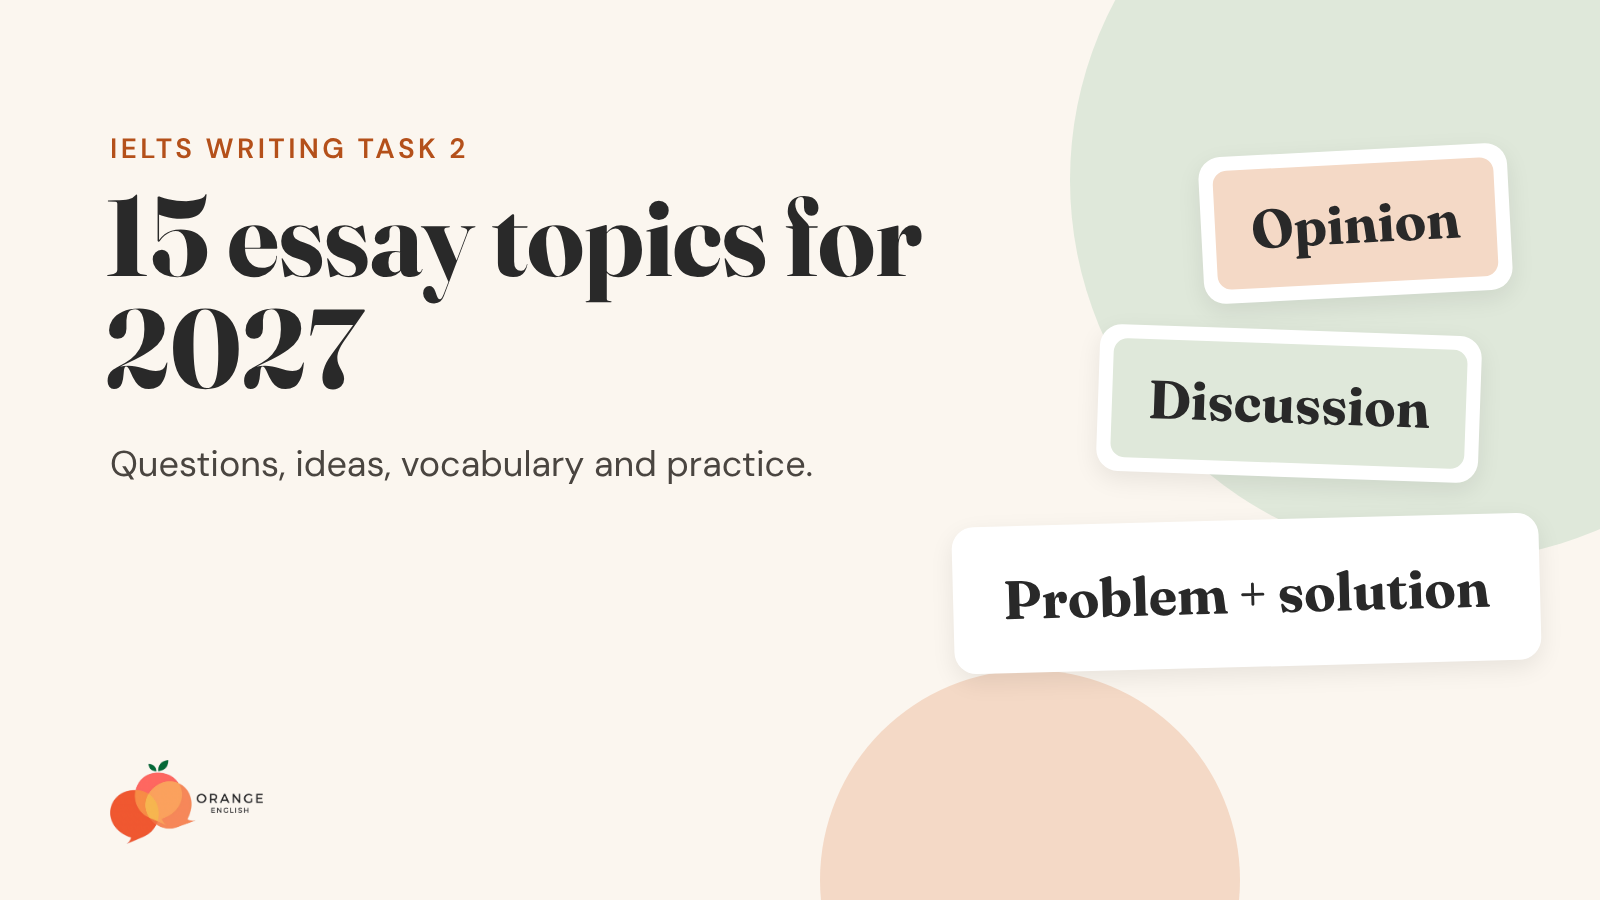 IELTS WRITING TASK 2
15 essay topics for
2027
Questions, ideas, vocabulary and practice.
Opinion
Discussion
Problem + solution
ORANGE
ENGLISH